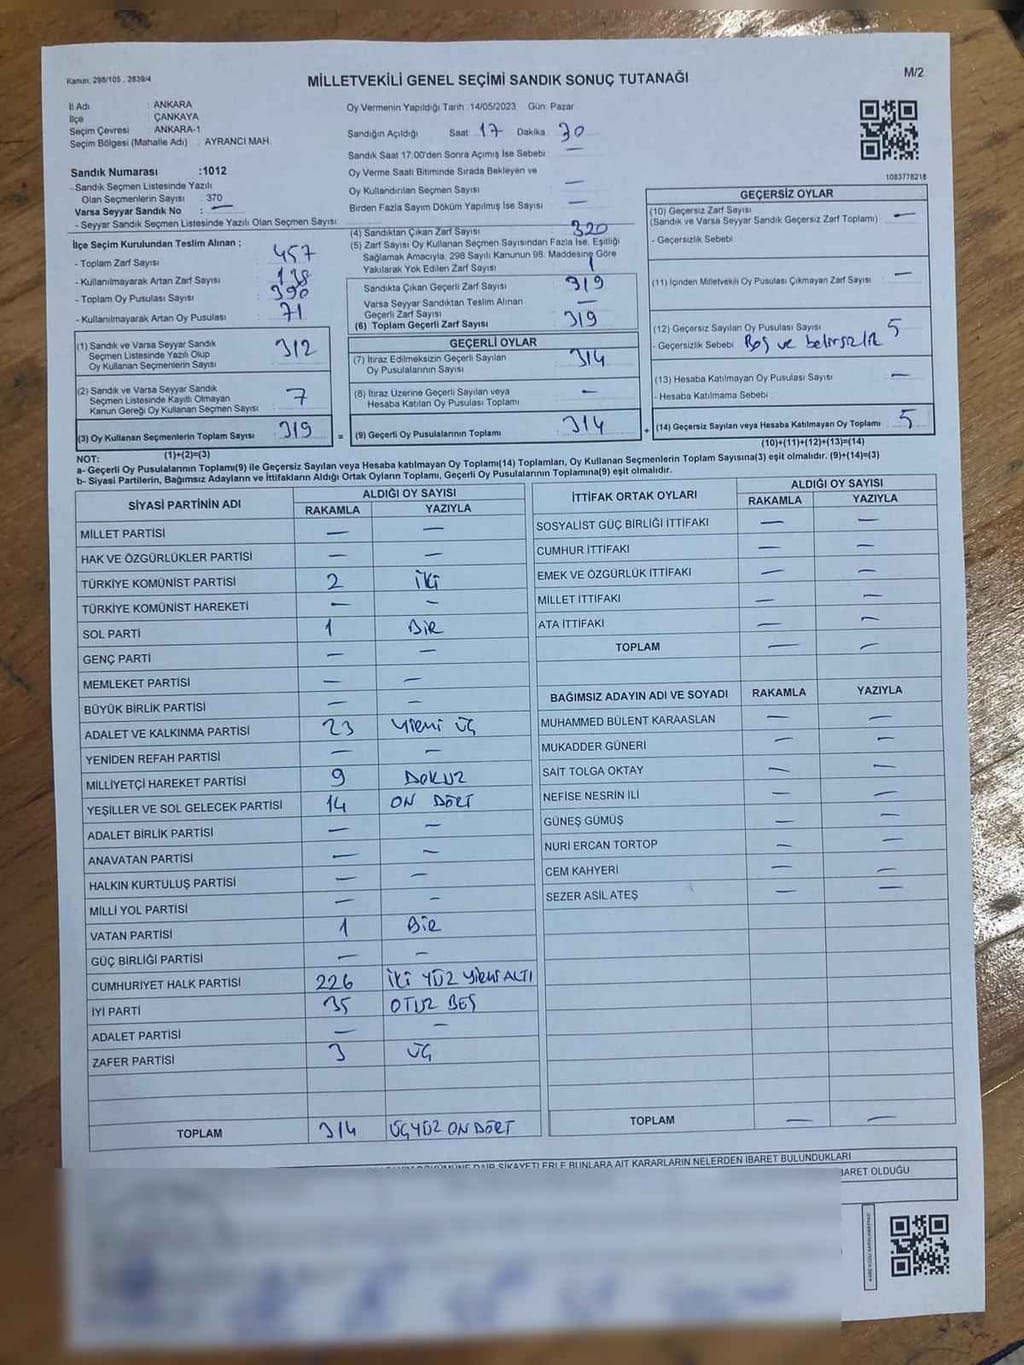 Kanun, 298/105 , 2839/4
M/2
MİLLETVEKİLİ GENEL SEÇİMİ SANDIK SONUÇ TUTANAĞI
İl Adı : ANKARA
İlçe ÇANKAYA
Seçim Çevresi ANKARA-1
Seçim Bölgesi (Mahalle Adı) : AYRANCI MAH.
Oy Vermenin Yapıldığı Tarih :14/05/2023 Gün: Pazar
Sandığın Açıldığı Saat 17 Dakika 30
Sandık Saat 17:00'den Sonra Açımış İse Sebebi —
Sandık Numarası :1012
- Sandık Seçmen Listesinde Yazılı
Olan Seçmenlerin Sayısı : 370
Varsa Seyyar Sandık No : —
- Seyyar Sandık Seçmen Listesinde Yazılı Olan Seçmen Sayısı:
Oy Verme Saati Bitiminde Sırada Bekleyen ve
Oy Kullandırılan Seçmen Sayısı —
Birden Fazla Sayım Döküm Yapılmış İse Sayısı —
1083778218
İlçe Seçim Kurulundan Teslim Alınan ;
- Toplam Zarf Sayısı : 457
- Kullanılmayarak Artan Zarf Sayısı : 138
- Toplam Oy Pusulası Sayısı : 390
- Kullanılmayarak Artan Oy Pusulası : 71
(1) Sandık ve Varsa Seyyar Sandık
Seçmen Listesinde Yazılı Olup
Oy Kullanan Seçmenlerin Sayısı 312
(2) Sandık ve Varsa Seyyar Sandık
Seçmen Listesinde Kayıtlı Olmayan
Kanun Gereği Oy Kullanan Seçmen Sayısı 7
(3) Oy Kullanan Seçmenlerin Toplam Sayısı 319
(1)+(2)=(3)
(4) Sandıktan Çıkan Zarf Sayısı 320
(5) Zarf Sayısı Oy Kullanan Seçmen Sayısından Fazla İse, Eşitliği
Sağlamak Amacıyla, 298 Sayılı Kanunun 98. Maddesine Göre
Yakılarak Yok Edilen Zarf Sayısı 1
Sandıkta Çıkan Geçerli Zarf Sayısı 319
Varsa Seyyar Sandıktan Teslim Alınan
Geçerli Zarf Sayısı —
(6) Toplam Geçerli Zarf Sayısı 319
GEÇERLİ OYLAR
(7) İtiraz Edilmeksizin Geçerli Sayılan
Oy Pusulalarının Sayısı 314
(8) İtiraz Üzerine Geçerli Sayılan veya
Hesaba Katılan Oy Pusulası Toplamı —
= (9) Geçerli Oy Pusulalarının Toplamı 314
GEÇERSİZ OYLAR
(10) Geçersiz Zarf Sayısı
(Sandık ve Varsa Seyyar Sandık Geçersiz Zarf Toplamı) —
- Geçersizlik Sebebi
(11) İçinden Milletvekili Oy Pusulası Çıkmayan Zarf Sayısı —
(12) Geçersiz Sayılan Oy Pusulası Sayısı 5
- Geçersizlik Sebebi Boş ve belirsizlik
(13) Hesaba Katılmayan Oy Pusulası Sayısı —
- Hesaba Katılmama Sebebi
+ (14) Geçersiz Sayılan veya Hesaba Katılmayan Oy Toplamı 5
(10)+(11)+(12)+(13)=(14)
NOT:
a- Geçerli Oy Pusulalarının Toplamı(9) ile Geçersiz Sayılan veya Hesaba katılmayan Oy Toplamı(14) Toplamları, Oy Kullanan Seçmenlerin Toplam Sayısına(3) eşit olmalıdır. (9)+(14)=(3)
b- Siyasi Partilerin, Bağımsız Adayların ve İttifakların Aldığı Ortak Oyların Toplamı, Geçerli Oy Pusulalarının Toplamına(9) eşit olmalıdır.
SİYASİ PARTİNİN ADI ALDIĞI OY SAYISI
RAKAMLA YAZIYLA
MİLLET PARTİSİ — —
HAK VE ÖZGÜRLÜKLER PARTİSİ — —
TÜRKİYE KOMÜNİST PARTİSİ 2 İKİ
TÜRKİYE KOMÜNİST HAREKETİ — —
SOL PARTİ 1 BİR
GENÇ PARTİ — —
MEMLEKET PARTİSİ — —
BÜYÜK BİRLİK PARTİSİ — —
ADALET VE KALKINMA PARTİSİ 23 YİRMİ ÜÇ
YENİDEN REFAH PARTİSİ — —
MİLLİYETÇİ HAREKET PARTİSİ 9 DOKUZ
YEŞİLLER VE SOL GELECEK PARTİSİ 14 ON DÖRT
ADALET BİRLİK PARTİSİ — —
ANAVATAN PARTİSİ — —
HALKIN KURTULUŞ PARTİSİ — —
MİLLİ YOL PARTİSİ — —
VATAN PARTİSİ 1 BİR
GÜÇ BİRLİĞİ PARTİSİ — —
CUMHURİYET HALK PARTİSİ 226 İKİ YÜZ YİRMİ ALTI
İYİ PARTİ 35 OTUZ BEŞ
ADALET PARTİSİ — —
ZAFER PARTİSİ 3 ÜÇ
TOPLAM 314 ÜÇYÜZ ON DÖRT
İTTİFAK ORTAK OYLARI ALDIĞI OY SAYISI
RAKAMLA YAZIYLA
SOSYALİST GÜÇ BİRLİĞİ İTTİFAKI — —
CUMHUR İTTİFAKI — —
EMEK VE ÖZGÜRLÜK İTTİFAKI — —
MİLLET İTTİFAKI — —
ATA İTTİFAKI — —
TOPLAM — —
BAĞIMSIZ ADAYIN ADI VE SOYADI RAKAMLA YAZIYLA
MUHAMMED BÜLENT KARAASLAN — —
MUKADDER GÜNERİ — —
SAİT TOLGA OKTAY — —
NEFİSE NESRİN İLİ — —
GÜNEŞ GÜMÜŞ — —
NURİ ERCAN TORTOP — —
CEM KAHYERİ — —
SEZER ASİL ATEŞ — —
TOPLAM — —
DÖKÜMÜNE DAİR ŞİKAYETLERLE BUNLARA AİT KARARLARIN NELERDEN İBARET BULUNDUKLARI
İBARET OLDUĞU